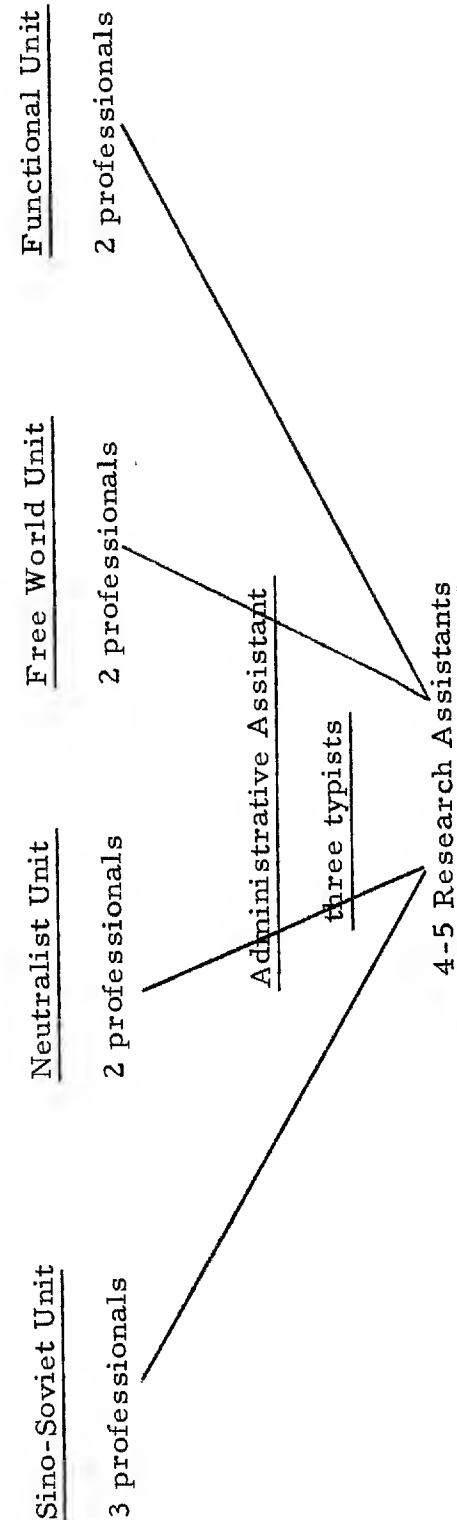 Sino-Soviet Unit
3 professionals
Neutralist Unit
2 professionals
Free World Unit
2 professionals
Functional Unit
2 professionals
Administrative Assistant
three typists
4-5 Research Assistants